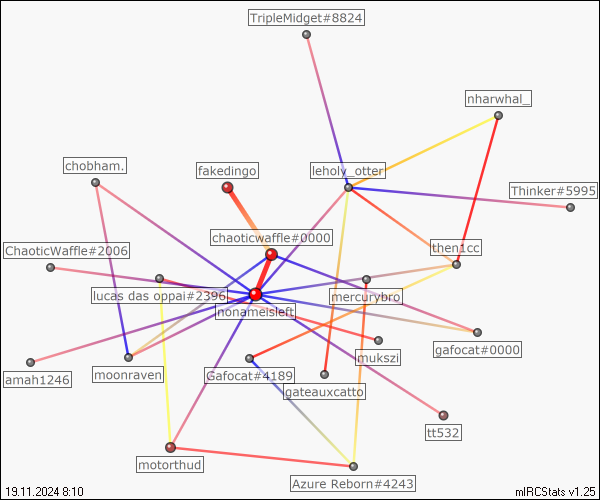 TripleMidget#8824
nharwhal_
chobham.
fakedingo
leholy_otter
Thinker#5995
chaoticwaffle#0000
ChaoticWaffle#2006
then1cc
lucas das oppai#2396
mercurybro
nonameisleft
gafocat#0000
mukszi
amah1246
moonraven
Gafocat#4189
gateauxcatto
tt532
motorthud
Azure Reborn#4243
19.11.2024 8:10
mIRCStats v1.25